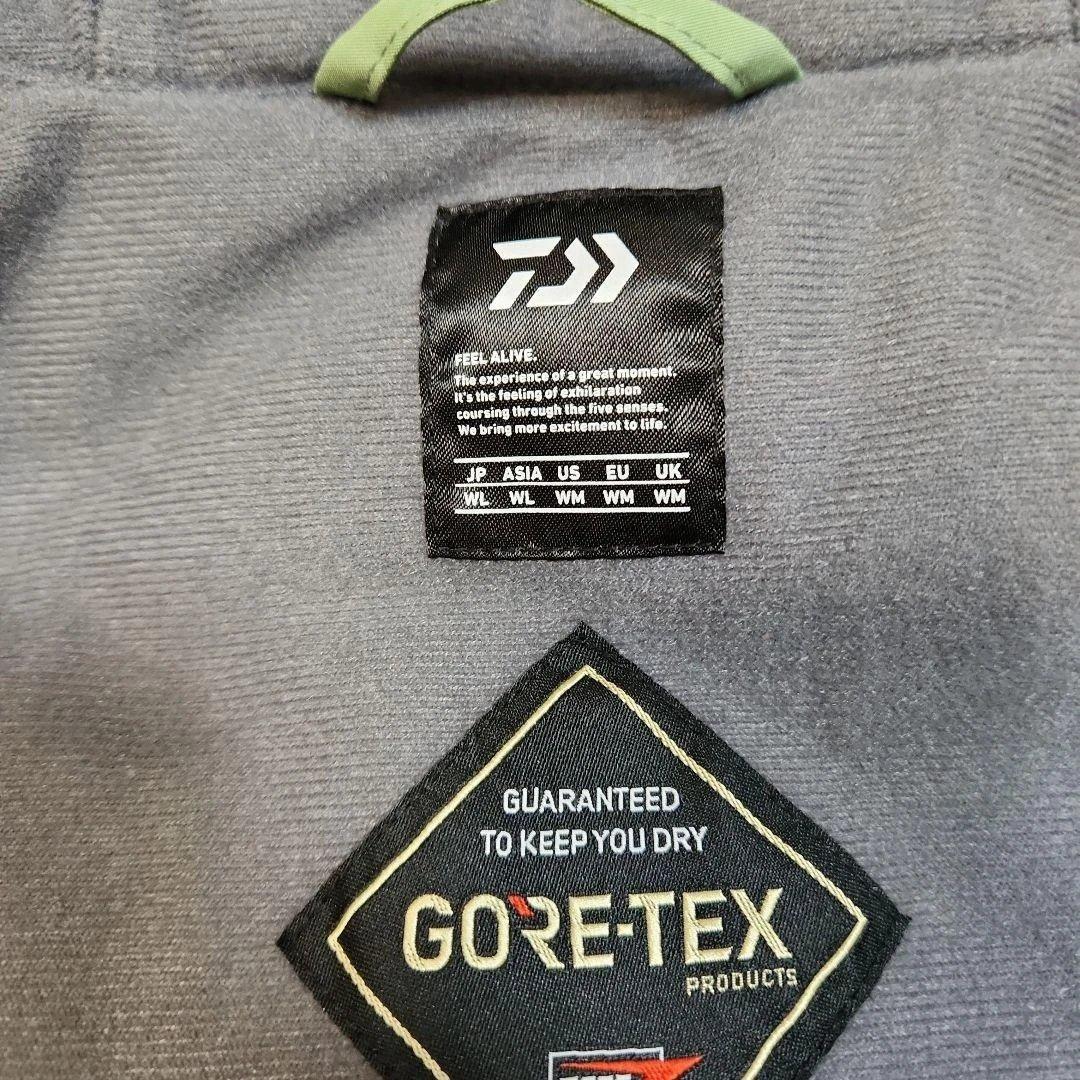 FEEL ALIVE.
The experience of a great moment
It's the feeling of exhilaration
coursing through the five senses.
We bring more excitement to life.
JP ASIA US EU UK
WL WL WM WM WM
GUARANTEED
TO KEEP YOU DRY
GORE-TEX
PRODUCTS